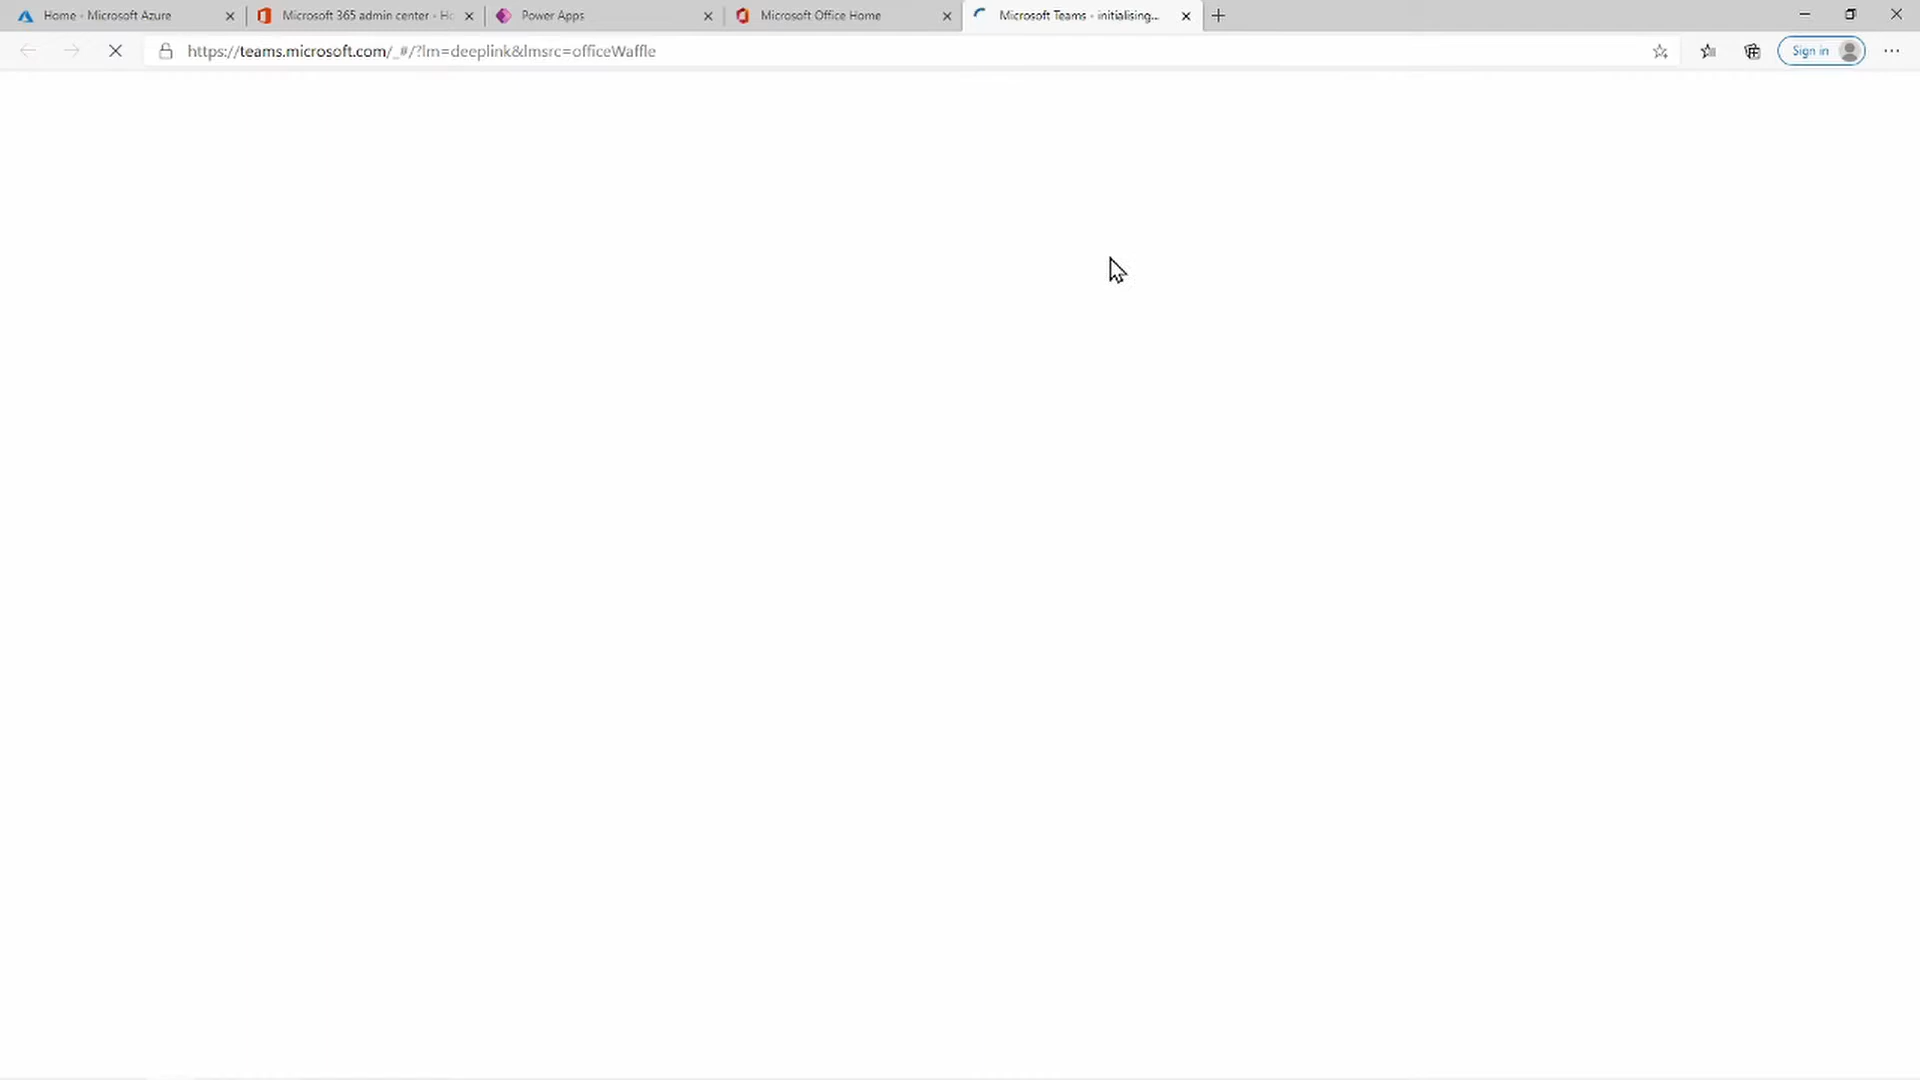 Home - Microsoft Azure
Microsoft 365 admin center - Ho
Power Apps
Microsoft Office Home
Microsoft Teams - initialising...
https://teams.microsoft.com/_#/?lm=deeplink&lmsrc=officeWaffle
Sign in